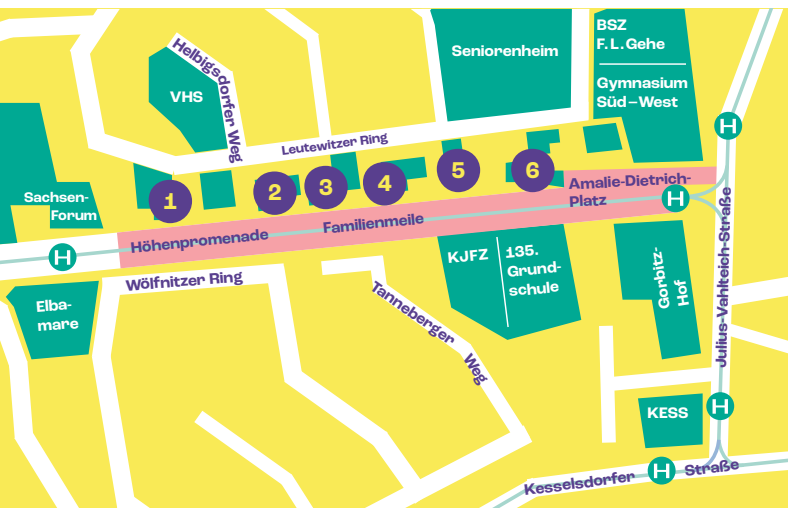 BSZ
F.L.Gehe
Gymnasium
Süd–West
Seniorenheim
Helbigsdorfer Weg
VHS
Leutewitzer Ring
H
Sachsen-
Forum
1
2
3
4
5
6
Amalie-Dietrich-
Platz
H
Höhenpromenade
Familienmeile
H
Wölfnitzer Ring
KJFZ
135.
Grund-
schule
Gorbitz-
Hof
Julius-Vahlteich-Straße
Elba-
mare
Tanneberger Weg
KESS
H
H
Kesselsdorfer Straße